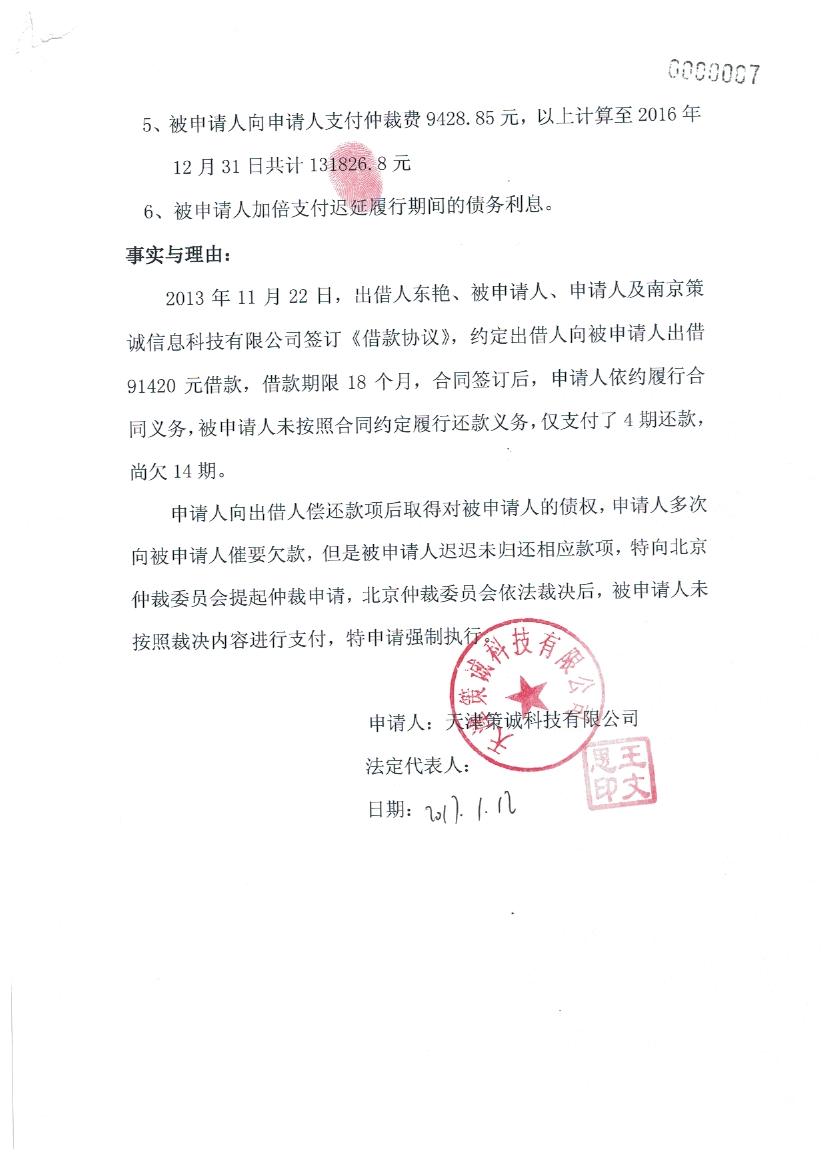 0000007
5、被申请人向申请人支付仲裁费 9428.85 元，以上计算至 2016 年
12 月 31 日共计 131826.8 元
6、被申请人加倍支付迟延履行期间的债务利息。
事实与理由：
2013 年 11 月 22 日，出借人东艳、被申请人、申请人及南京策
诚信息科技有限公司签订《借款协议》，约定出借人向被申请人出借
91420 元借款，借款期限 18 个月，合同签订后，申请人依约履行合
同义务，被申请人未按照合同约定履行还款义务，仅支付了 4 期还款，
尚欠 14 期。
申请人向出借人偿还款项后取得对被申请人的债权，申请人多次
向被申请人催要欠款，但是被申请人迟迟未归还相应款项，特向北京
仲裁委员会提起仲裁申请，北京仲裁委员会依法裁决后，被申请人未
按照裁决内容进行支付，特申请强制执行。
天津策诚科技有限公司
申请人：天津策诚科技有限公司
法定代表人：
王文思印
日期：2017.1.12